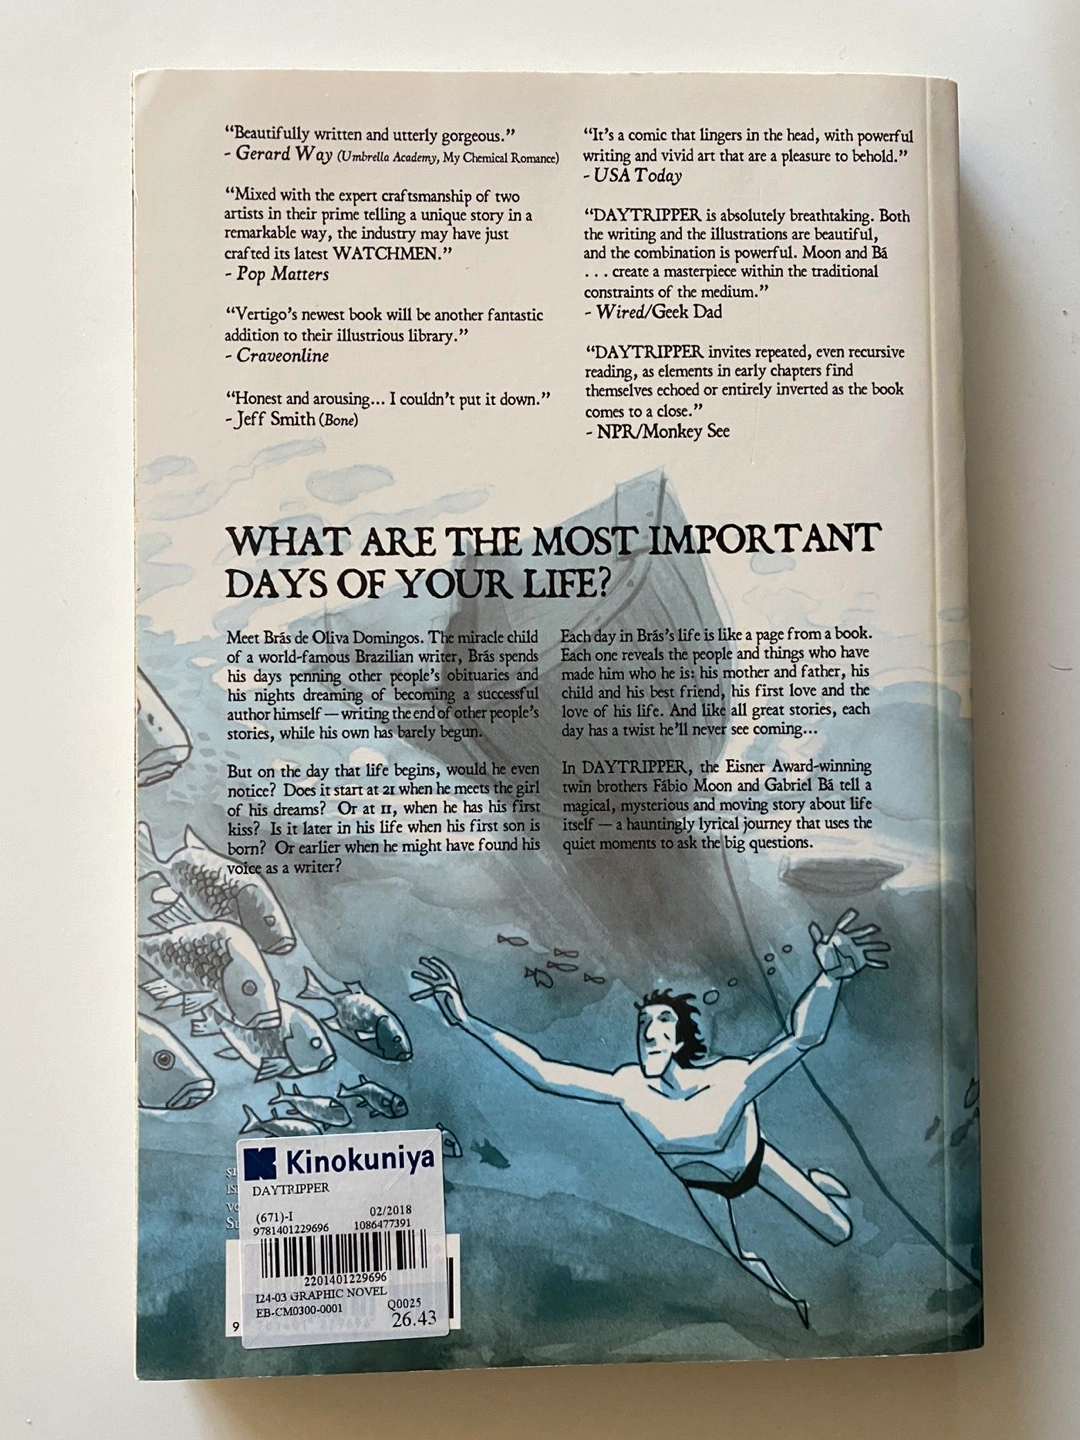 “Beautifully written and utterly gorgeous.”
- Gerard Way (Umbrella Academy, My Chemical Romance)
“Mixed with the expert craftsmanship of two
artists in their prime telling a unique story in a
remarkable way, the industry may have just
crafted its latest WATCHMEN.”
- Pop Matters
“Vertigo’s newest book will be another fantastic
addition to their illustrious library.”
- Craveonline
“Honest and arousing... I couldn’t put it down.”
- Jeff Smith (Bone)
“It’s a comic that lingers in the head, with powerful
writing and vivid art that are a pleasure to behold.”
- USA Today
“DAYTRIPPER is absolutely breathtaking. Both
the writing and the illustrations are beautiful,
and the combination is powerful. Moon and Bá
. . . create a masterpiece within the traditional
constraints of the medium.”
- Wired/Geek Dad
“DAYTRIPPER invites repeated, even recursive
reading, as elements in early chapters find
themselves echoed or entirely inverted as the book
comes to a close.”
- NPR/Monkey See
WHAT ARE THE MOST IMPORTANT
DAYS OF YOUR LIFE?
Meet Brás de Oliva Domingos. The miracle child
of a world-famous Brazilian writer, Brás spends
his days penning other people’s obituaries and
his nights dreaming of becoming a successful
author himself — writing the end of other people’s
stories, while his own has barely begun.
But on the day that life begins, would he even
notice? Does it start at 21 when he meets the girl
of his dreams? Or at 11, when he has his first
kiss? Is it later in his life when his first son is
born? Or earlier when he might have found his
voice as a writer?
Each day in Brás’s life is like a page from a book.
Each one reveals the people and things who have
made him who he is: his mother and father, his
child and his best friend, his first love and the
love of his life. And like all great stories, each
day has a twist he’ll never see coming...
In DAYTRIPPER, the Eisner Award-winning
twin brothers Fábio Moon and Gabriel Bá tell a
magical, mysterious and moving story about life
itself — a hauntingly lyrical journey that uses the
quiet moments to ask the big questions.
Kinokuniya
DAYTRIPPER
(671)-I 02/2018
9781401229696 1086477391
2201401229696
I24-03 GRAPHIC NOVEL
EB-CM0300-0001 Q0025
26.43
9